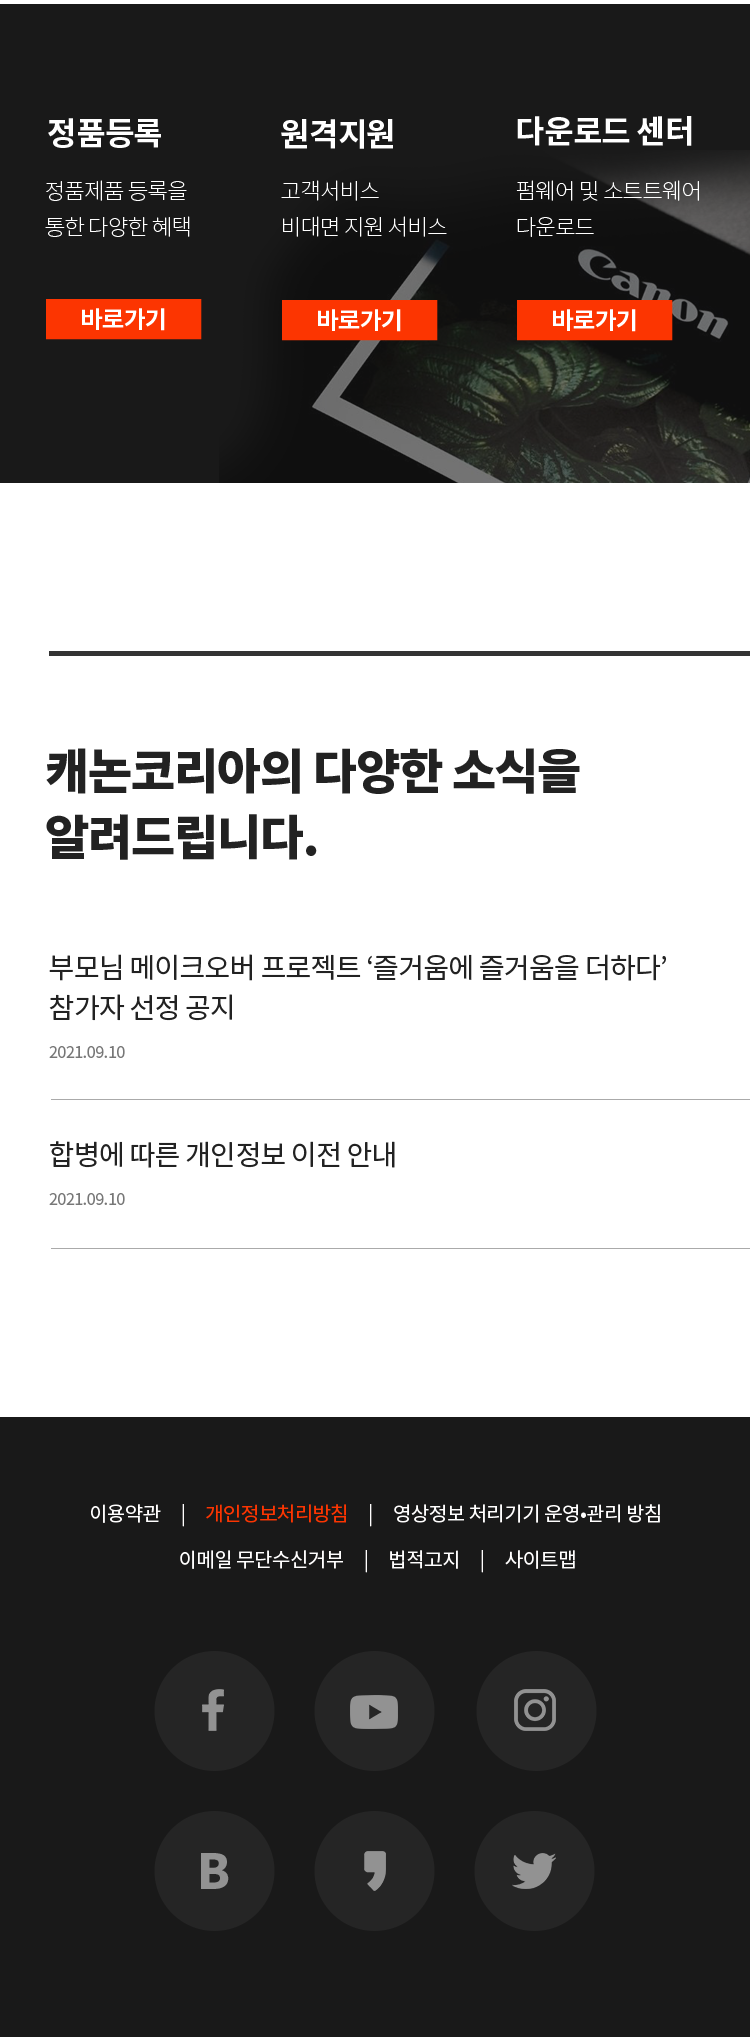 정품등록
정품제품 등록을
통한 다양한 혜택
바로가기
원격지원
고객서비스
비대면 지원 서비스
바로가기
다운로드 센터
펌웨어 및 소트트웨어
다운로드
바로가기
Canon
캐논코리아의 다양한 소식을
알려드립니다.
부모님 메이크오버 프로젝트 ‘즐거움에 즐거움을 더하다’
참가자 선정 공지
2021.09.10
합병에 따른 개인정보 이전 안내
2021.09.10
이용약관 | 개인정보처리방침 | 영상정보 처리기기 운영•관리 방침
이메일 무단수신거부 | 법적고지 | 사이트맵
B